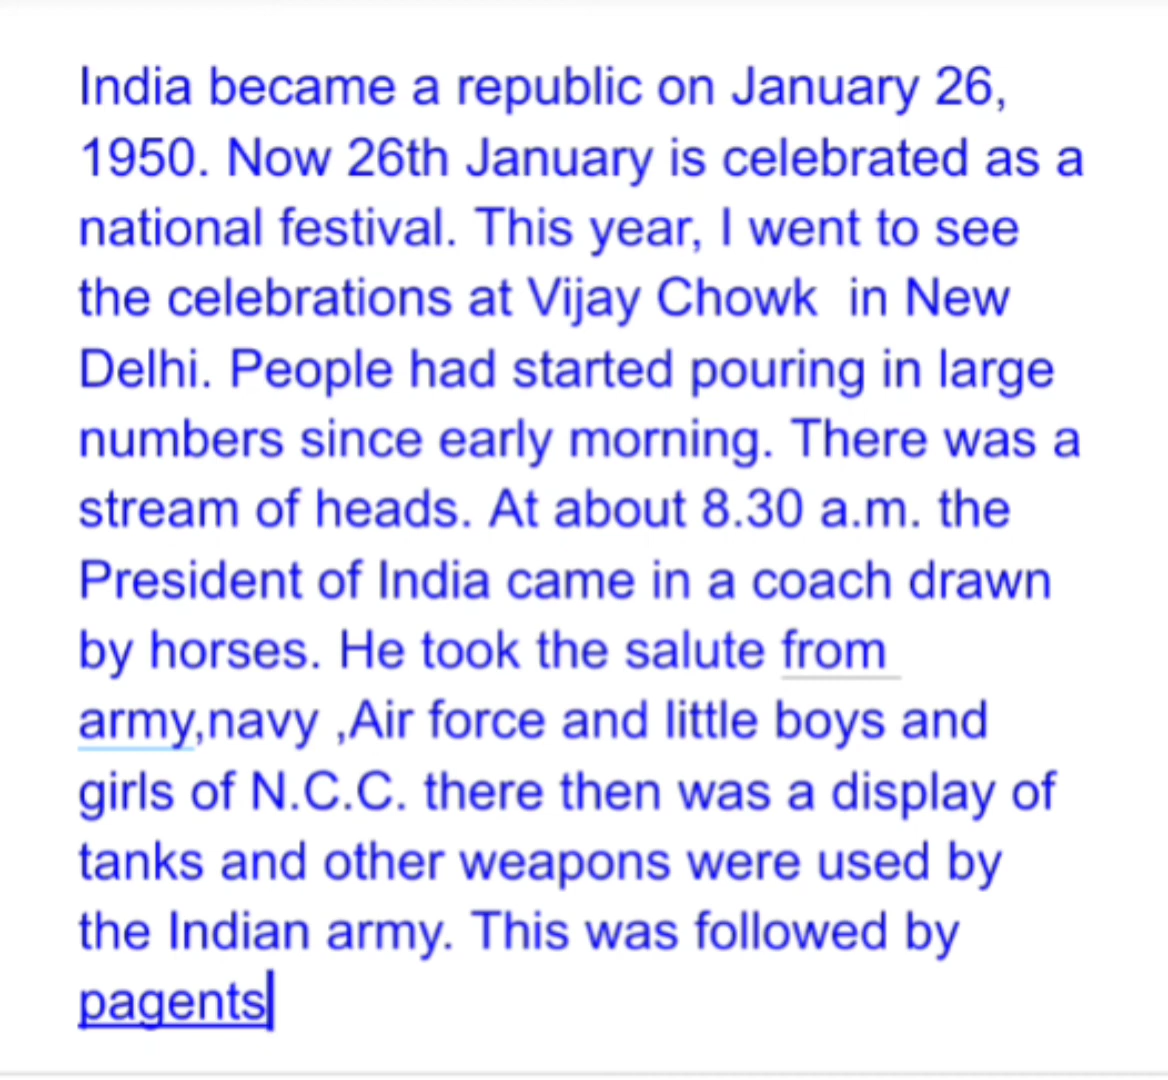 India became a republic on January 26,
1950. Now 26th January is celebrated as a
national festival. This year, I went to see
the celebrations at Vijay Chowk  in New
Delhi. People had started pouring in large
numbers since early morning. There was a
stream of heads. At about 8.30 a.m. the
President of India came in a coach drawn
by horses. He took the salute from
army,navy ,Air force and little boys and
girls of N.C.C. there then was a display of
tanks and other weapons were used by
the Indian army. This was followed by
pagents